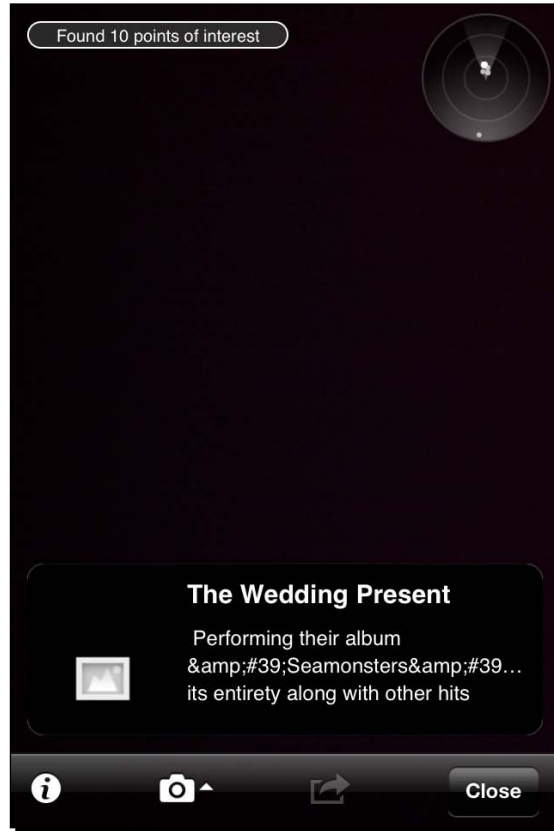 Found 10 points of interest
The Wedding Present
Performing their album
&amp;#39;Seamonsters&amp;#39...
its entirety along with other hits
i
Close